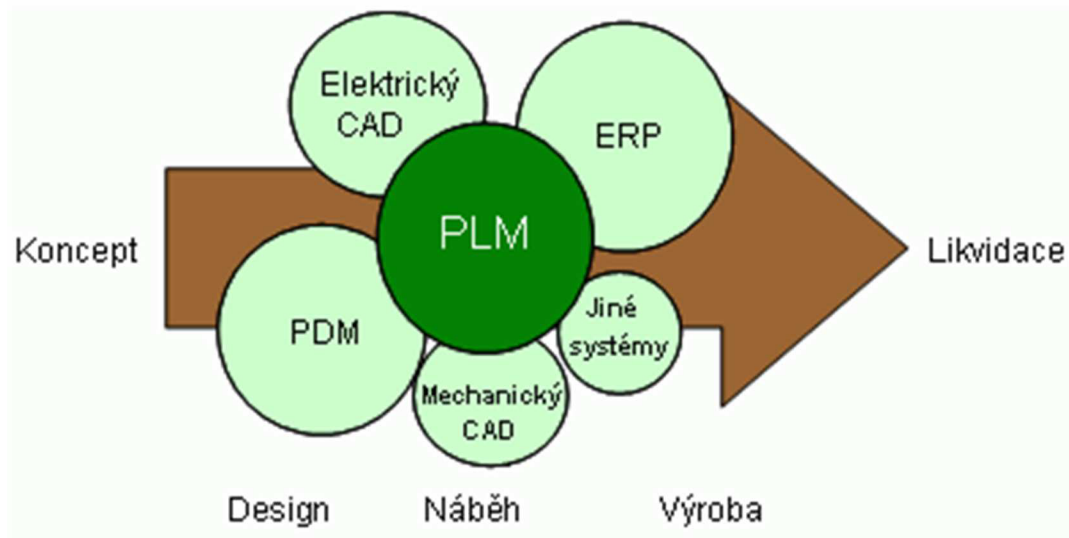 Elektrický
CAD
ERP
PLM
Koncept
Likvidace
PDM
Jiné
systémy
Mechanický
CAD
Design
Náběh
Výroba